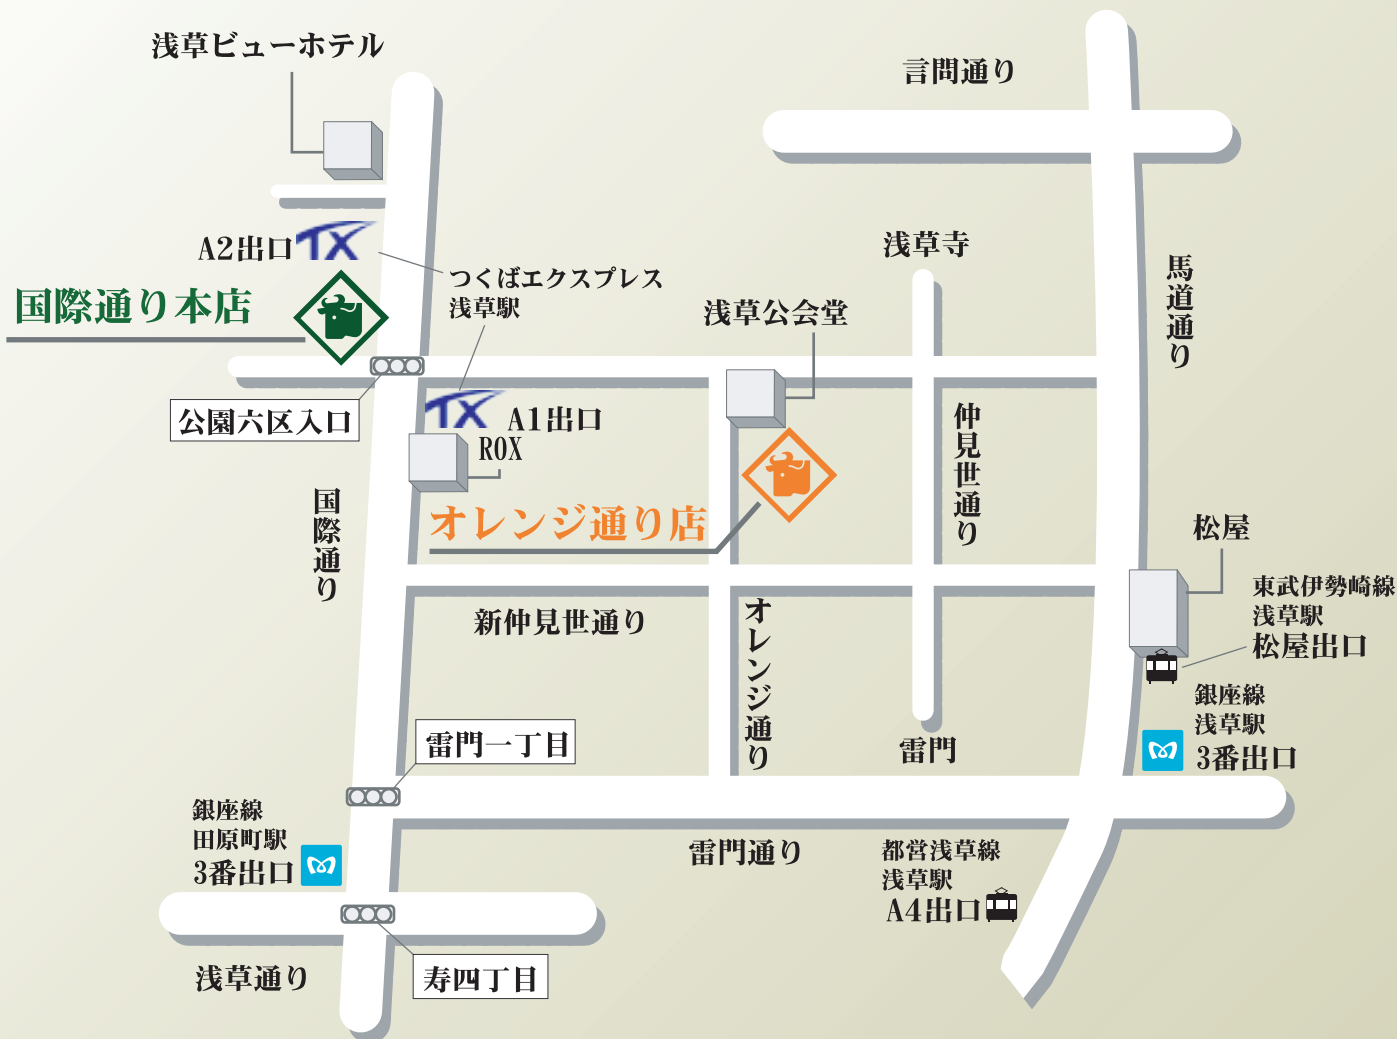 浅草ビューホテル
言問通り
A2出口
TX
国際通り本店
つくばエクスプレス
浅草駅
浅草寺
浅草公会堂
馬道通り
公園六区入口
TX
A1出口
ROX
仲見世通り
国際通り
オレンジ通り店
松屋
東武伊勢崎線
浅草駅
松屋出口
新仲見世通り
オレンジ通り
銀座線
浅草駅
3番出口
雷門一丁目
雷門
銀座線
田原町駅
3番出口
雷門通り
都営浅草線
浅草駅
A4出口
浅草通り
寿四丁目